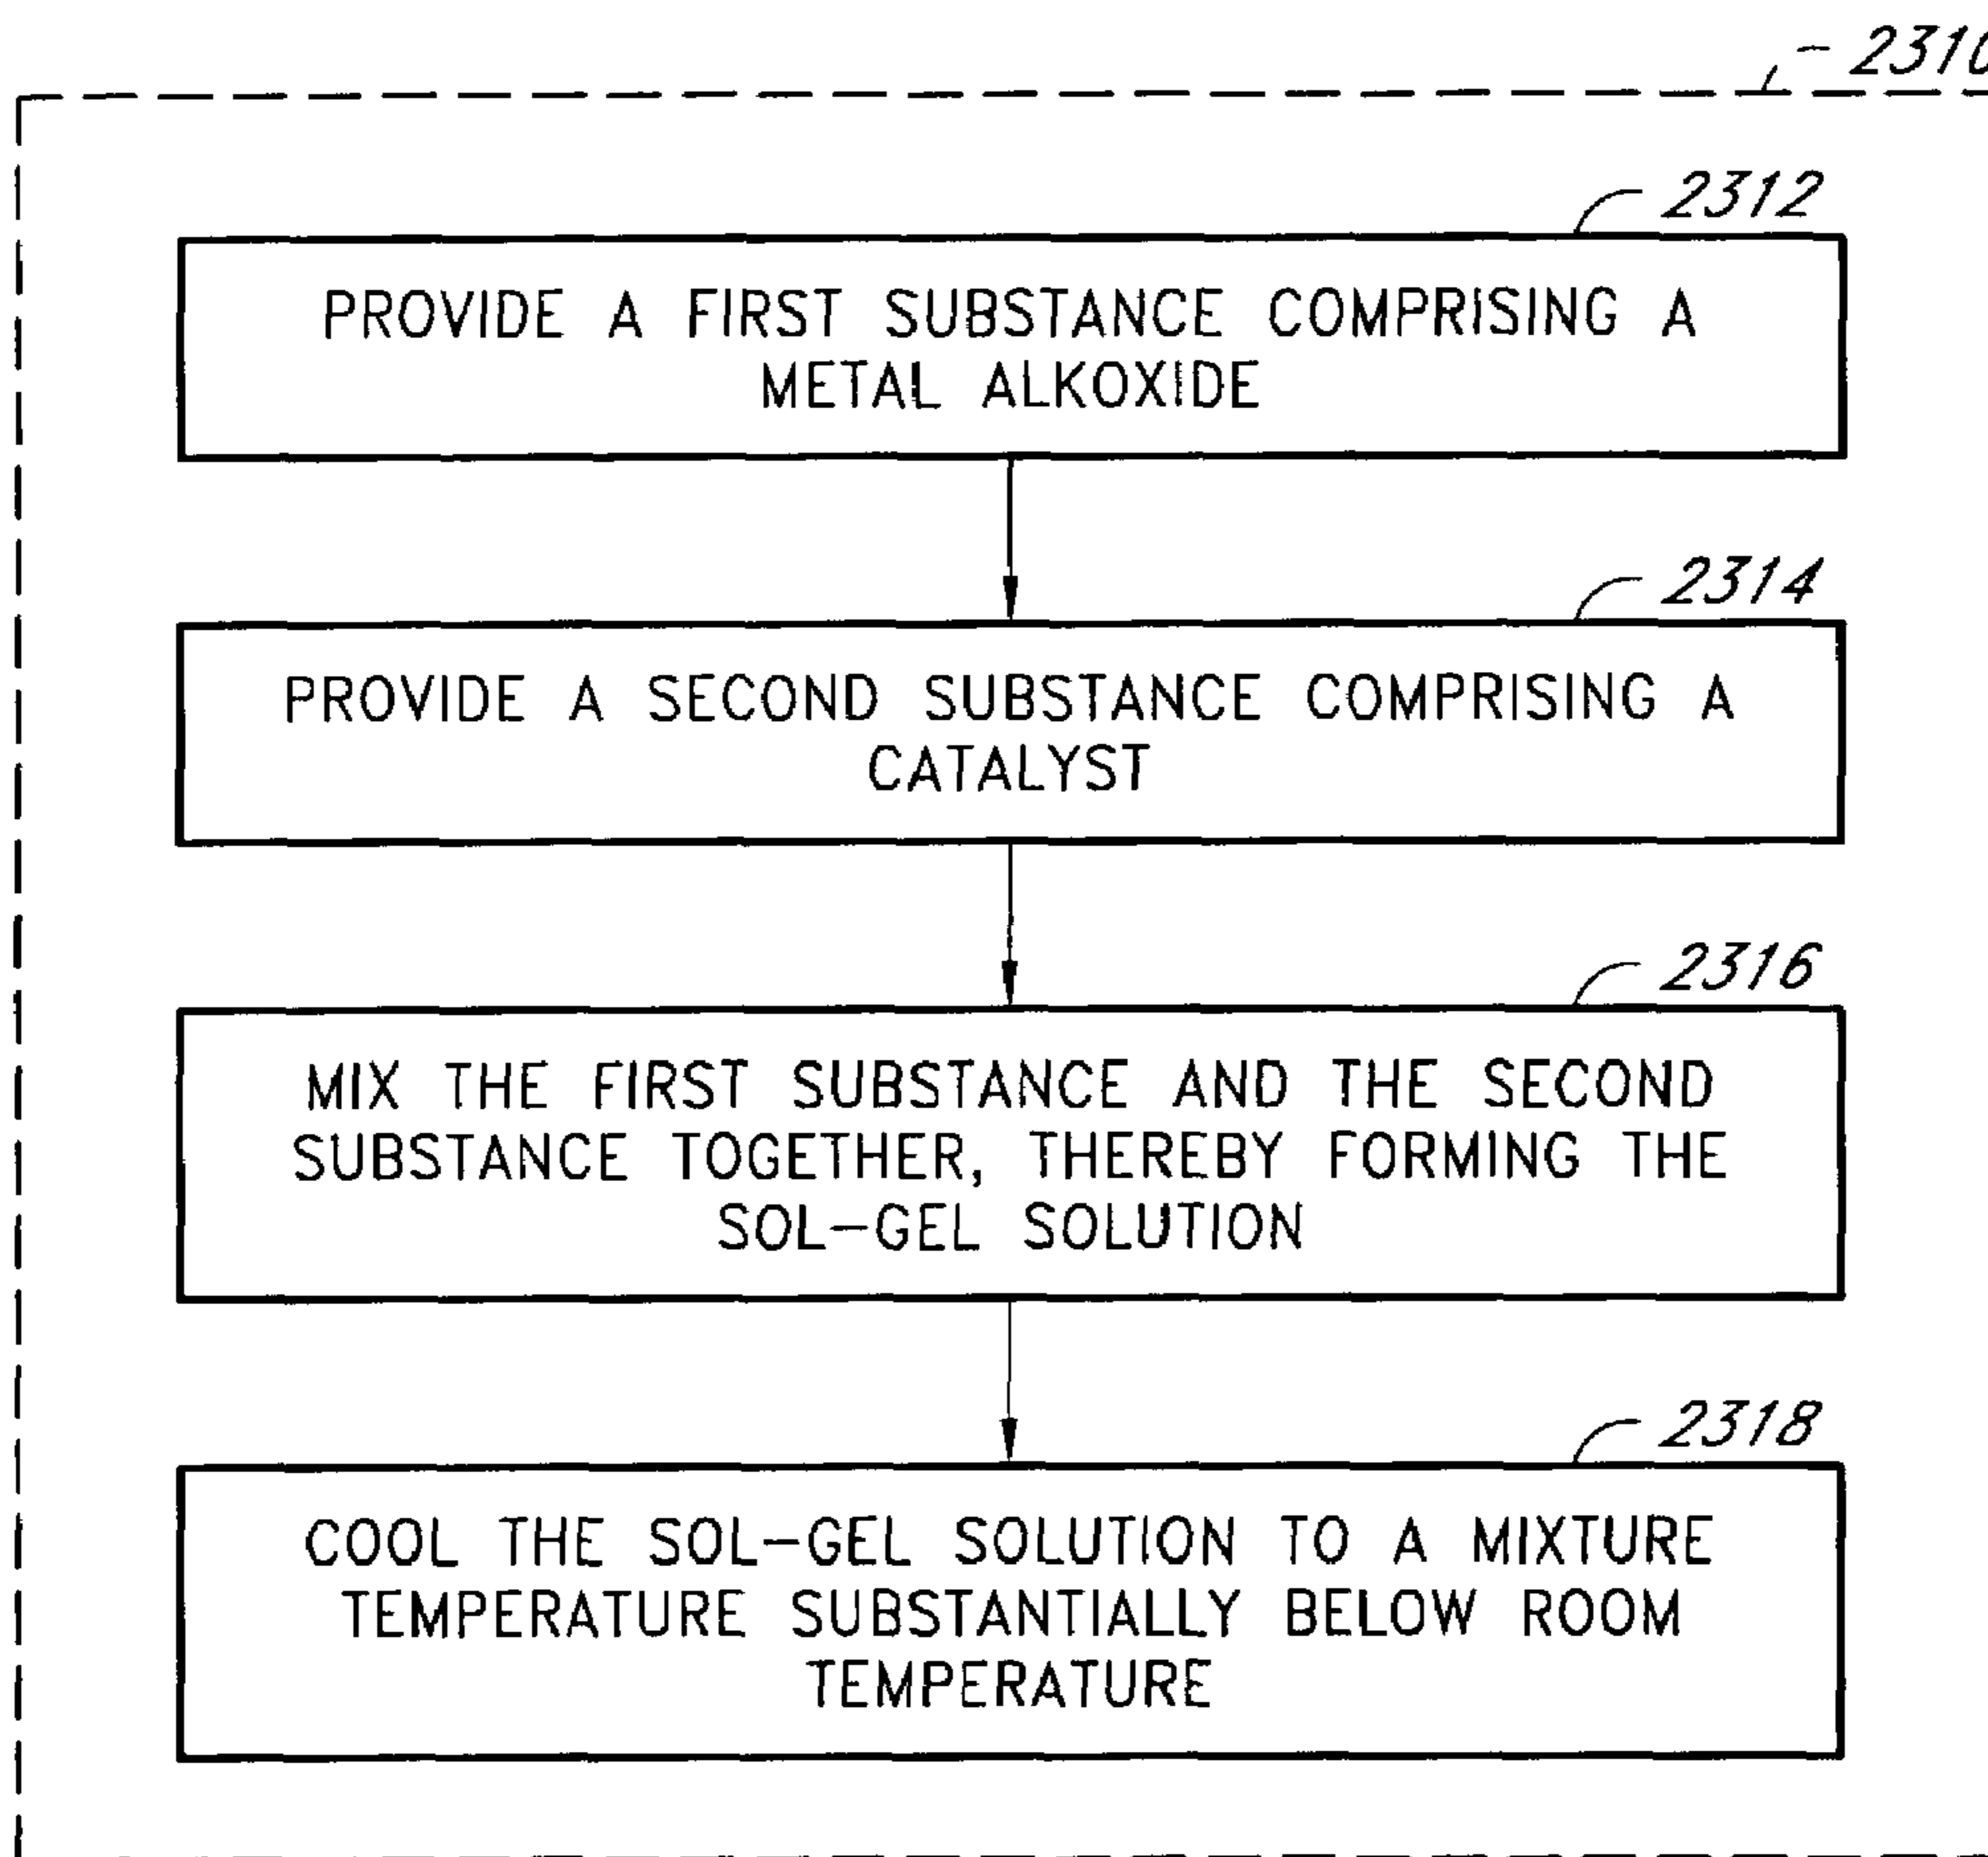 2310
2312
PROVIDE A FIRST SUBSTANCE COMPRISING A
METAL ALKOXIDE
2314
PROVIDE A SECOND SUBSTANCE COMPRISING A
CATALYST
2316
MIX THE FIRST SUBSTANCE AND THE SECOND
SUBSTANCE TOGETHER, THEREBY FORMING THE
SOL-GEL SOLUTION
2318
COOL THE SOL-GEL SOLUTION TO A MIXTURE
TEMPERATURE SUBSTANTIALLY BELOW ROOM
TEMPERATURE